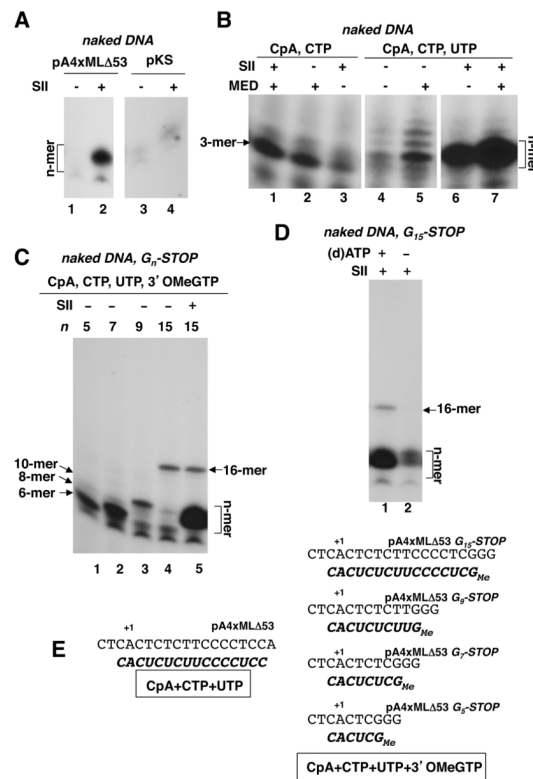 A
naked DNA
pA4xMLΔ53 pKS
SII - + - +
n-mer
1 2 3 4
B
naked DNA
CpA, CTP CpA, CTP, UTP
SII + - + - - + +
MED + + - - + - +
3-mer
n-mer
1 2 3 4 5 6 7
C
naked DNA, Gn-STOP
CpA, CTP, UTP, 3' OMeGTP
SII – – – – +
n 5 7 9 15 15
10-mer
8-mer
6-mer
16-mer
n-mer
1 2 3 4 5
D
naked DNA, G15-STOP
(d)ATP + –
SII + +
16-mer
n-mer
1 2
+1 pA4xMLΔ53 G15-STOP
CTCACTCTCTTCCCCTCGGG
CACUCUCUUCCCCUCGMe
+1 pA4xMLΔ53 G9-STOP
CTCACTCTCTTGGG
CACUCUCUUGMe
+1 pA4xMLΔ53 G7-STOP
CTCACTCTCGGG
CACUCUCGMe
+1 pA4xMLΔ53 G5-STOP
CTCACTCGGG
CACUCGMe
CpA+CTP+UTP+3' OMeGTP
E
+1 pA4xMLΔ53
CTCACTCTCTTCCCCTCCA
CACUCUCUUCCCCUCC
CpA+CTP+UTP